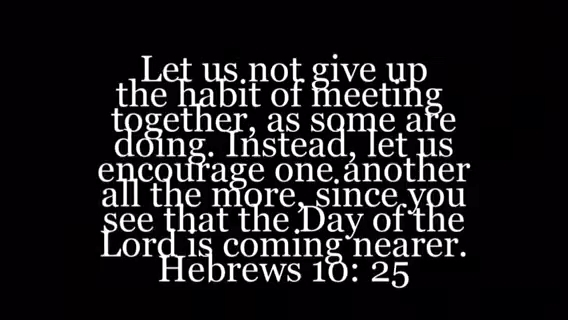 Let us not give up
the habit of meeting
together, as some are
doing. Instead, let us
encourage one another
all the more, since you
see that the Day of the
Lord is coming nearer.
Hebrews 10: 25